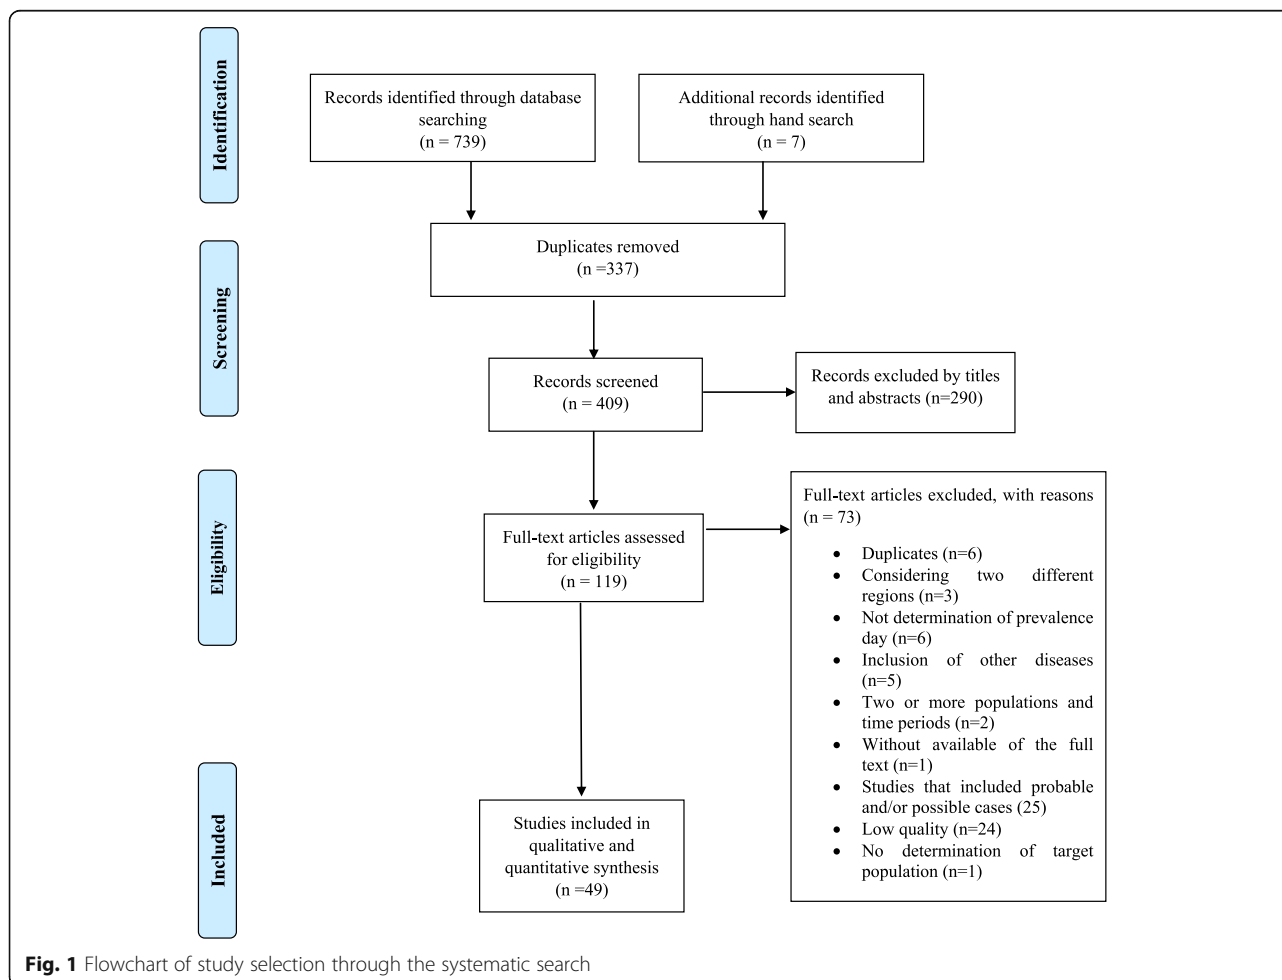 Identification
Records identified through database
searching
(n = 739)
Additional records identified
through hand search
(n = 7)
Screening
Duplicates removed
(n =337)
Records screened
(n = 409)
Records excluded by titles
and abstracts (n=290)
Eligibility
Full-text articles assessed
for eligibility
(n = 119)
Full-text articles excluded, with reasons
(n = 73)
• Duplicates (n=6)
• Considering two different
regions (n=3)
• Not determination of prevalence
day (n=6)
• Inclusion of other diseases
(n=5)
• Two or more populations and
time periods (n=2)
• Without available of the full
text (n=1)
• Studies that included probable
and/or possible cases (25)
• Low quality (n=24)
• No determination of target
population (n=1)
Included
Studies included in
qualitative and
quantitative synthesis
(n =49)
Fig. 1 Flowchart of study selection through the systematic search